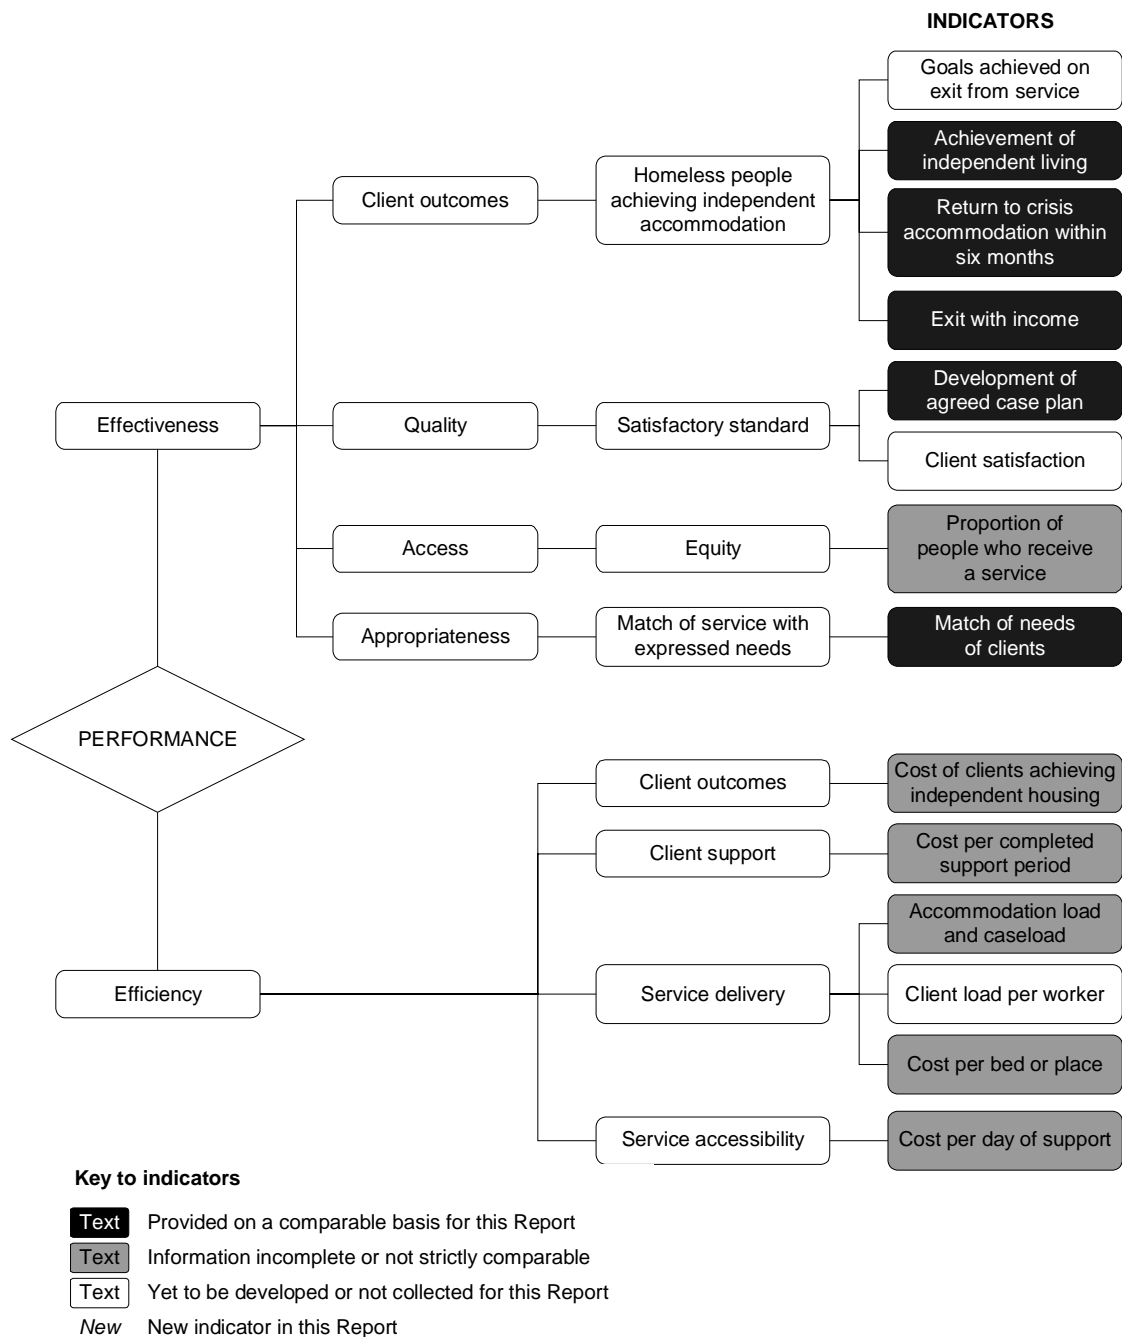 INDICATORS
Goals achieved on
exit from service
Achievement of
independent living
Client outcomes
Homeless people
achieving independent
accommodation
Return to crisis
accommodation within
six months
Exit with income
Development of
agreed case plan
Effectiveness
Quality
Satisfactory standard
Client satisfaction
Access
Equity
Proportion of
people who receive
a service
Appropriateness
Match of service with
expressed needs
Match of needs
of clients
PERFORMANCE
Client outcomes
Cost of clients achieving
independent housing
Client support
Cost per completed
support period
Accommodation load
and caseload
Efficiency
Service delivery
Client load per worker
Cost per bed or place
Service accessibility
Cost per day of support
Key to indicators
Text Provided on a comparable basis for this Report
Text Information incomplete or not strictly comparable
Text Yet to be developed or not collected for this Report
New New indicator in this Report